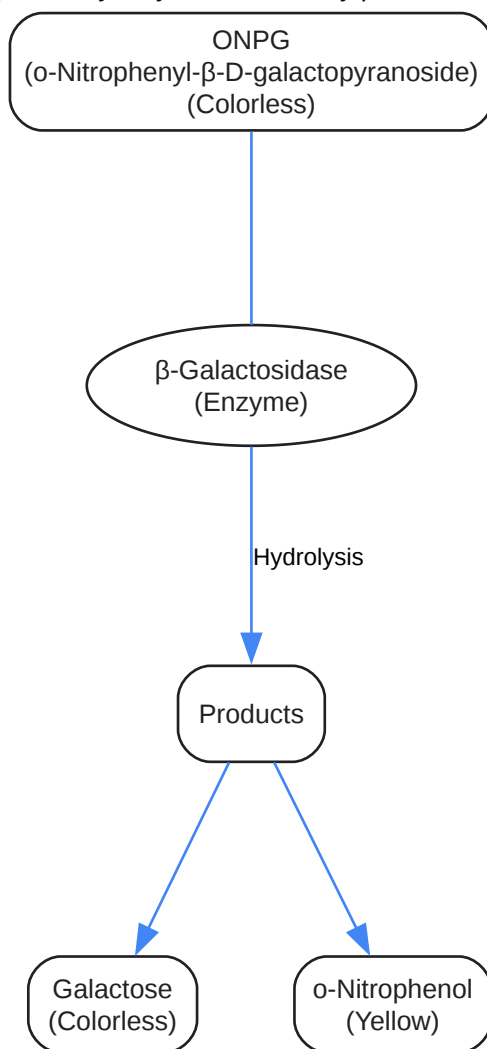 ONPG
(o-Nitrophenyl-β-D-galactopyranoside)
(Colorless)
β-Galactosidase
(Enzyme)
Hydrolysis
Products
Galactose
(Colorless)
o-Nitrophenol
(Yellow)